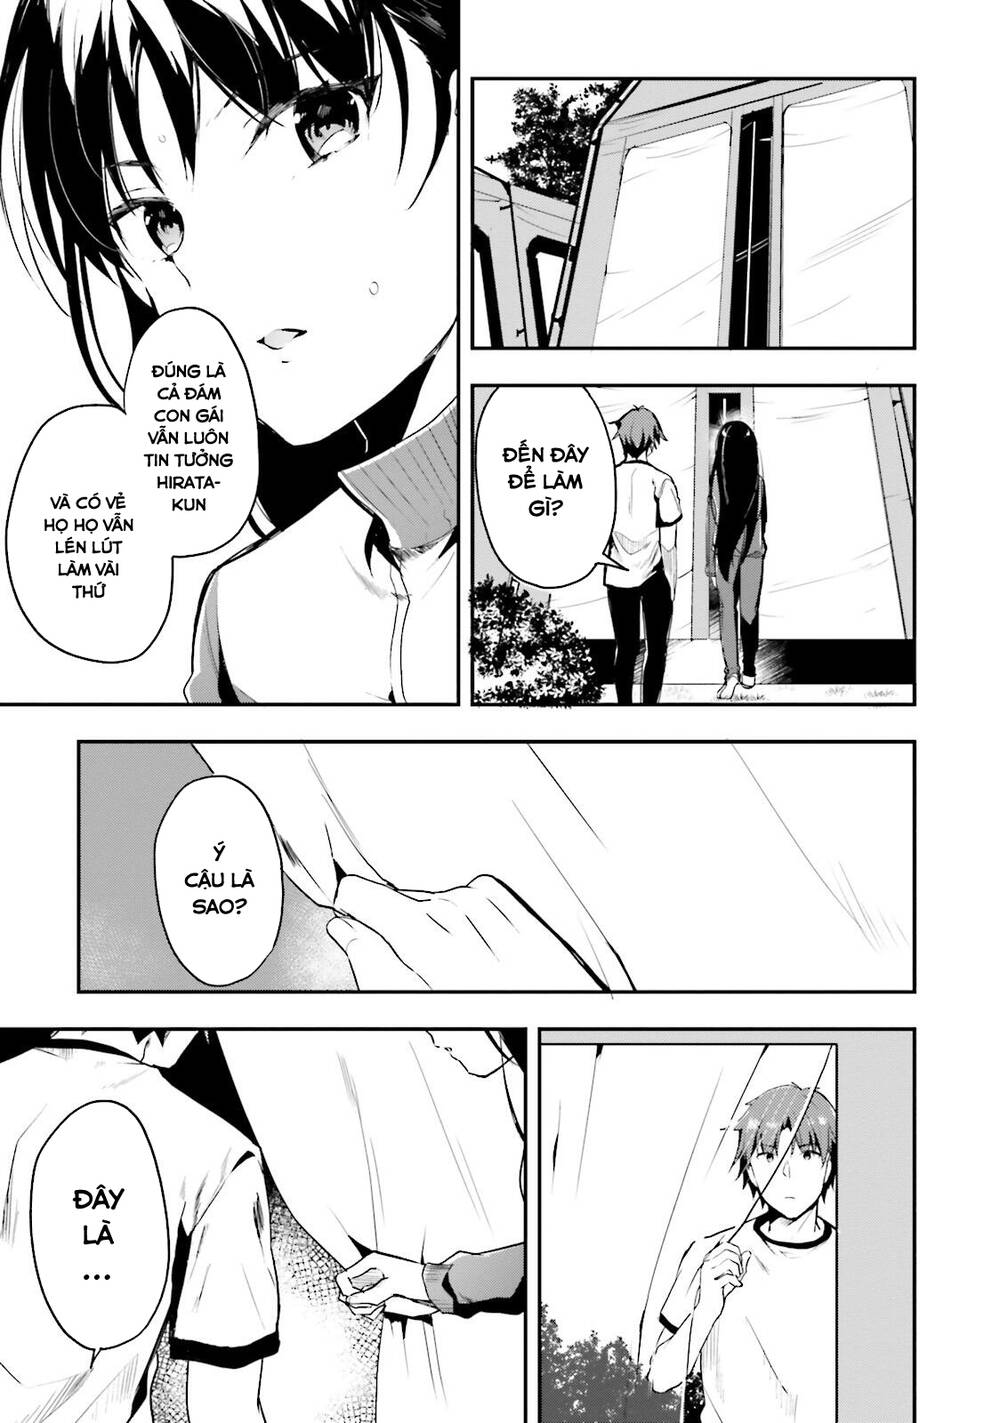 ĐẾN ĐÂY
ĐỂ LÀM
GÌ?
ĐÚNG LÀ
CẢ ĐÁM
CON GÁI
VẪN LUÔN
TIN TƯỞNG
HIRATA-
KUN
VÀ CÓ VẺ
HỌ HỌ VẪN
LÉN LÚT
LÀM VÀI
THỨ
Ý
CẬU LÀ
SAO?
ĐÂY
LÀ
...